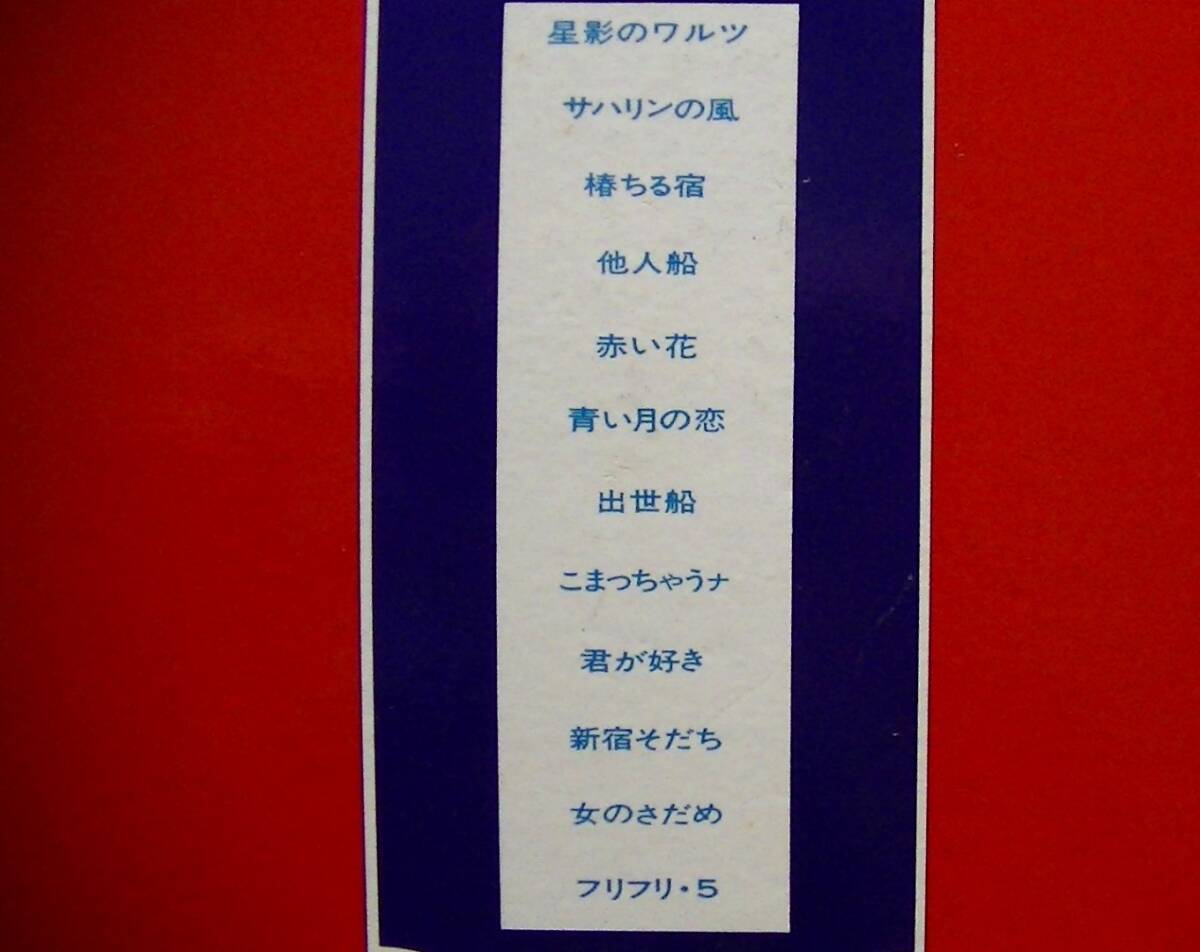 星影のワルツ
サハリンの風
椿ちる宿
他人船
赤い花
青い月の恋
出世船
こまっちゃうナ
君が好き
新宿そだち
女のさだめ
フリフリ・5